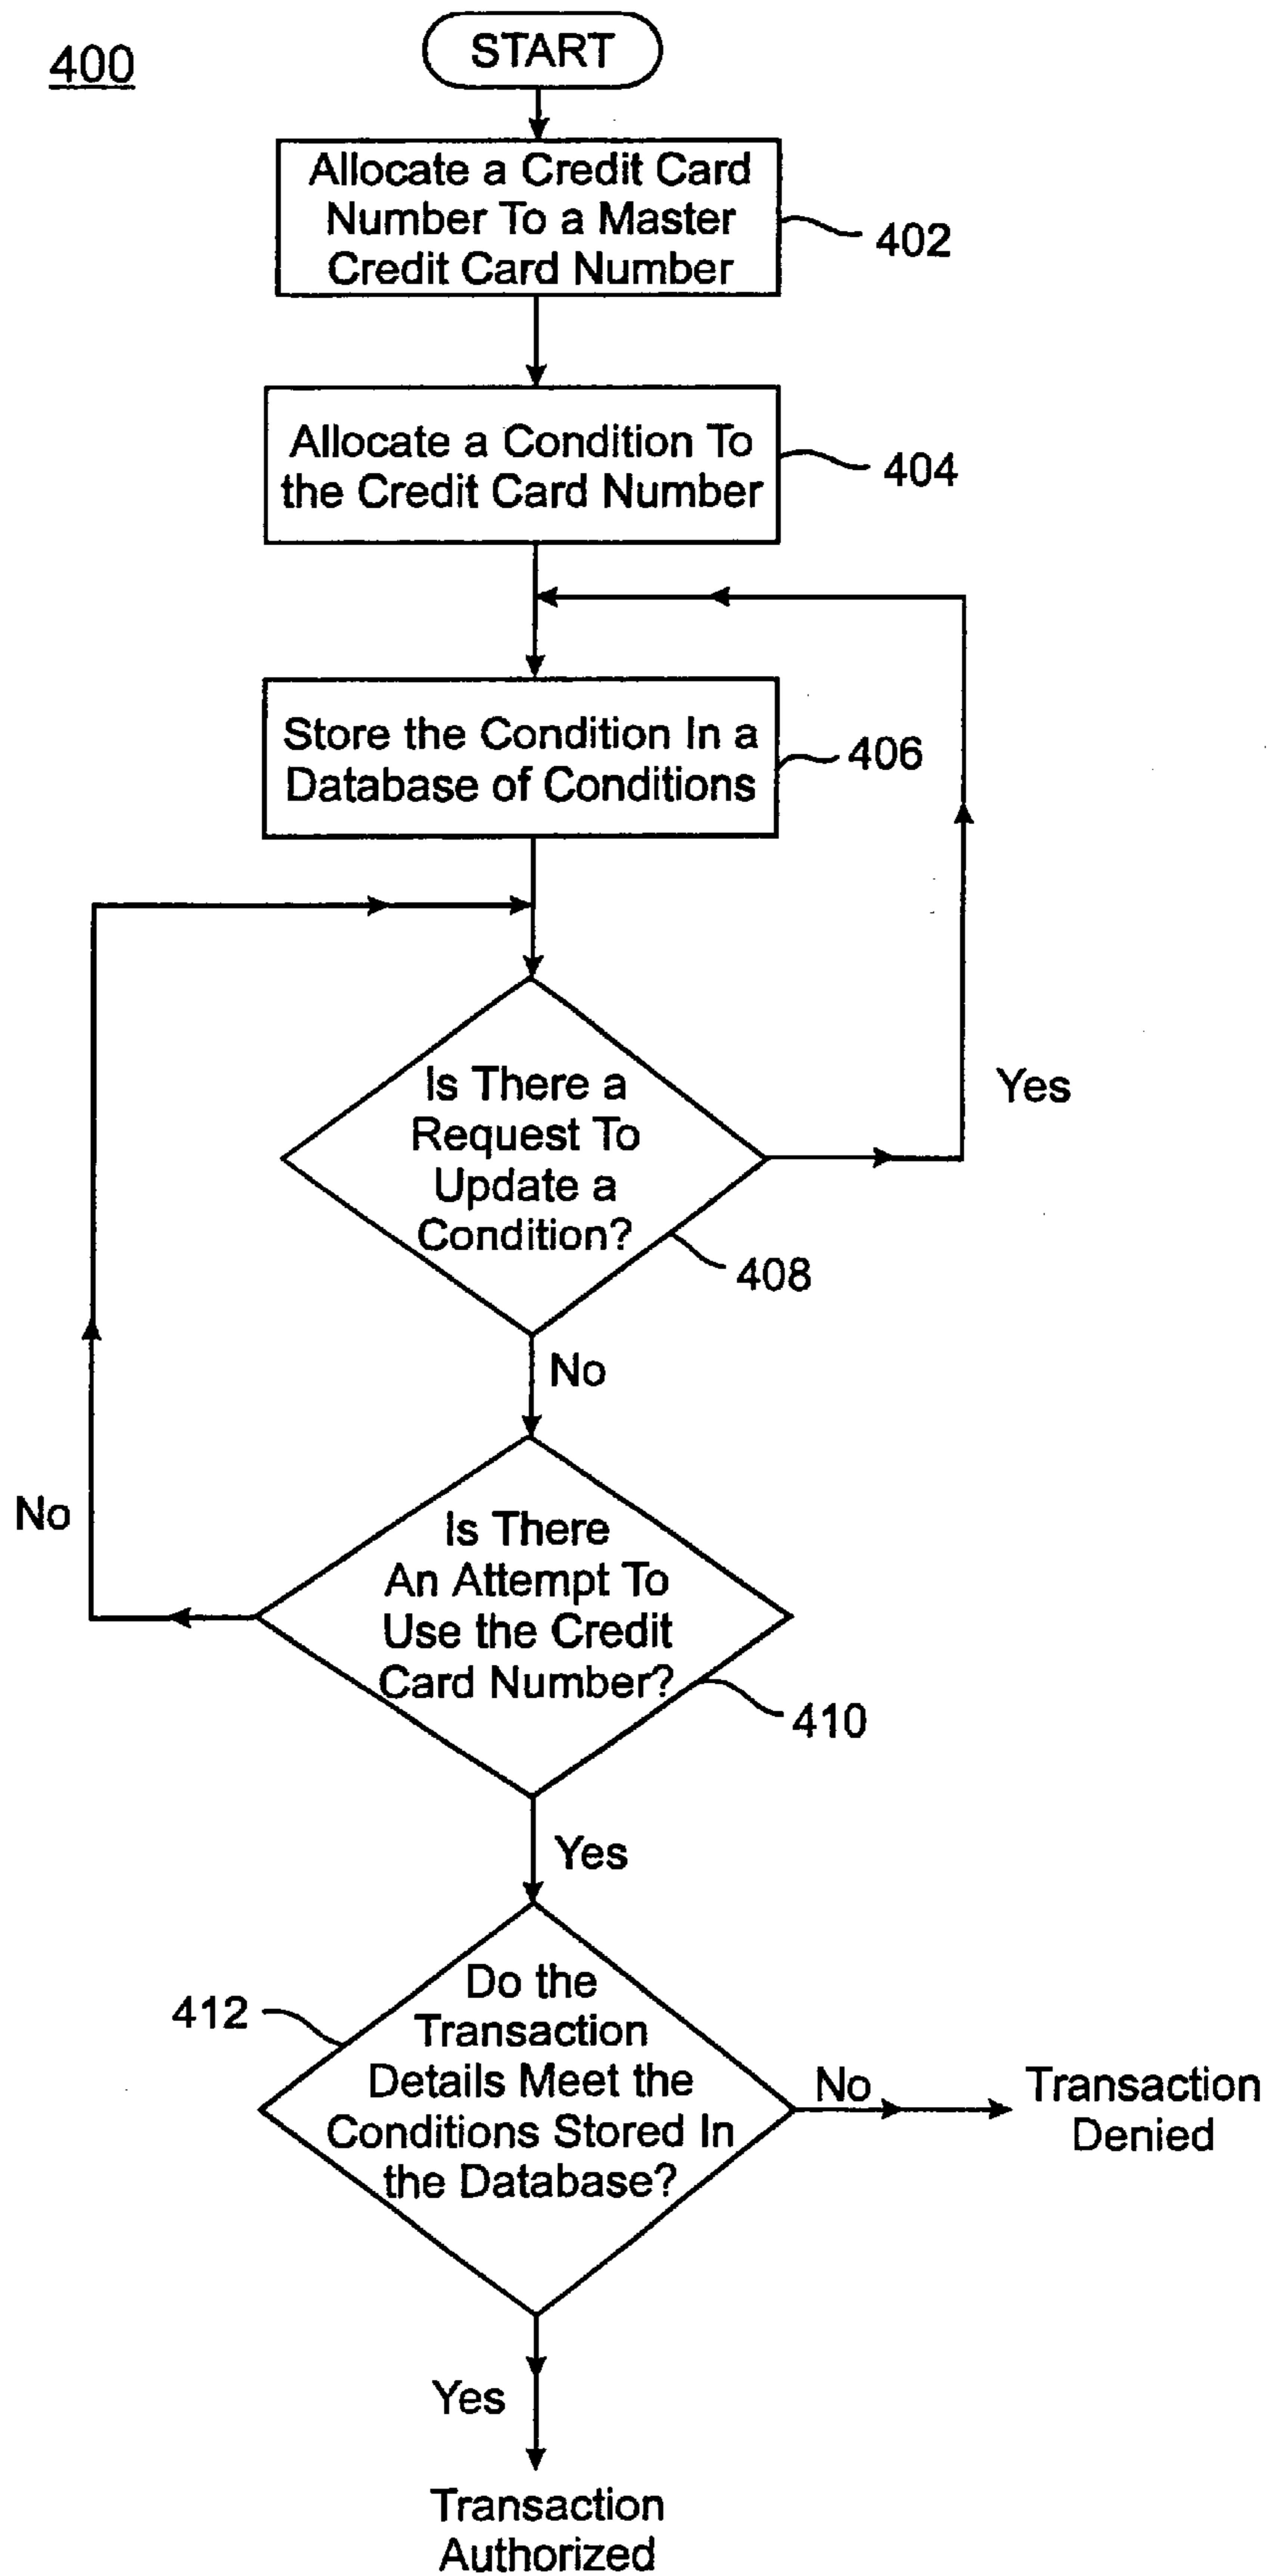 400
START
Allocate a Credit Card
Number To a Master
Credit Card Number
402
Allocate a Condition To
the Credit Card Number
404
Store the Condition In a
Database of Conditions
406
Is There a
Request To
Update a
Condition?
Yes
408
No
Is There
An Attempt To
Use the Credit
Card Number?
No
410
Yes
412
Do the
Transaction
Details Meet the
Conditions Stored In
the Database?
No
Transaction
Denied
Yes
Transaction
Authorized